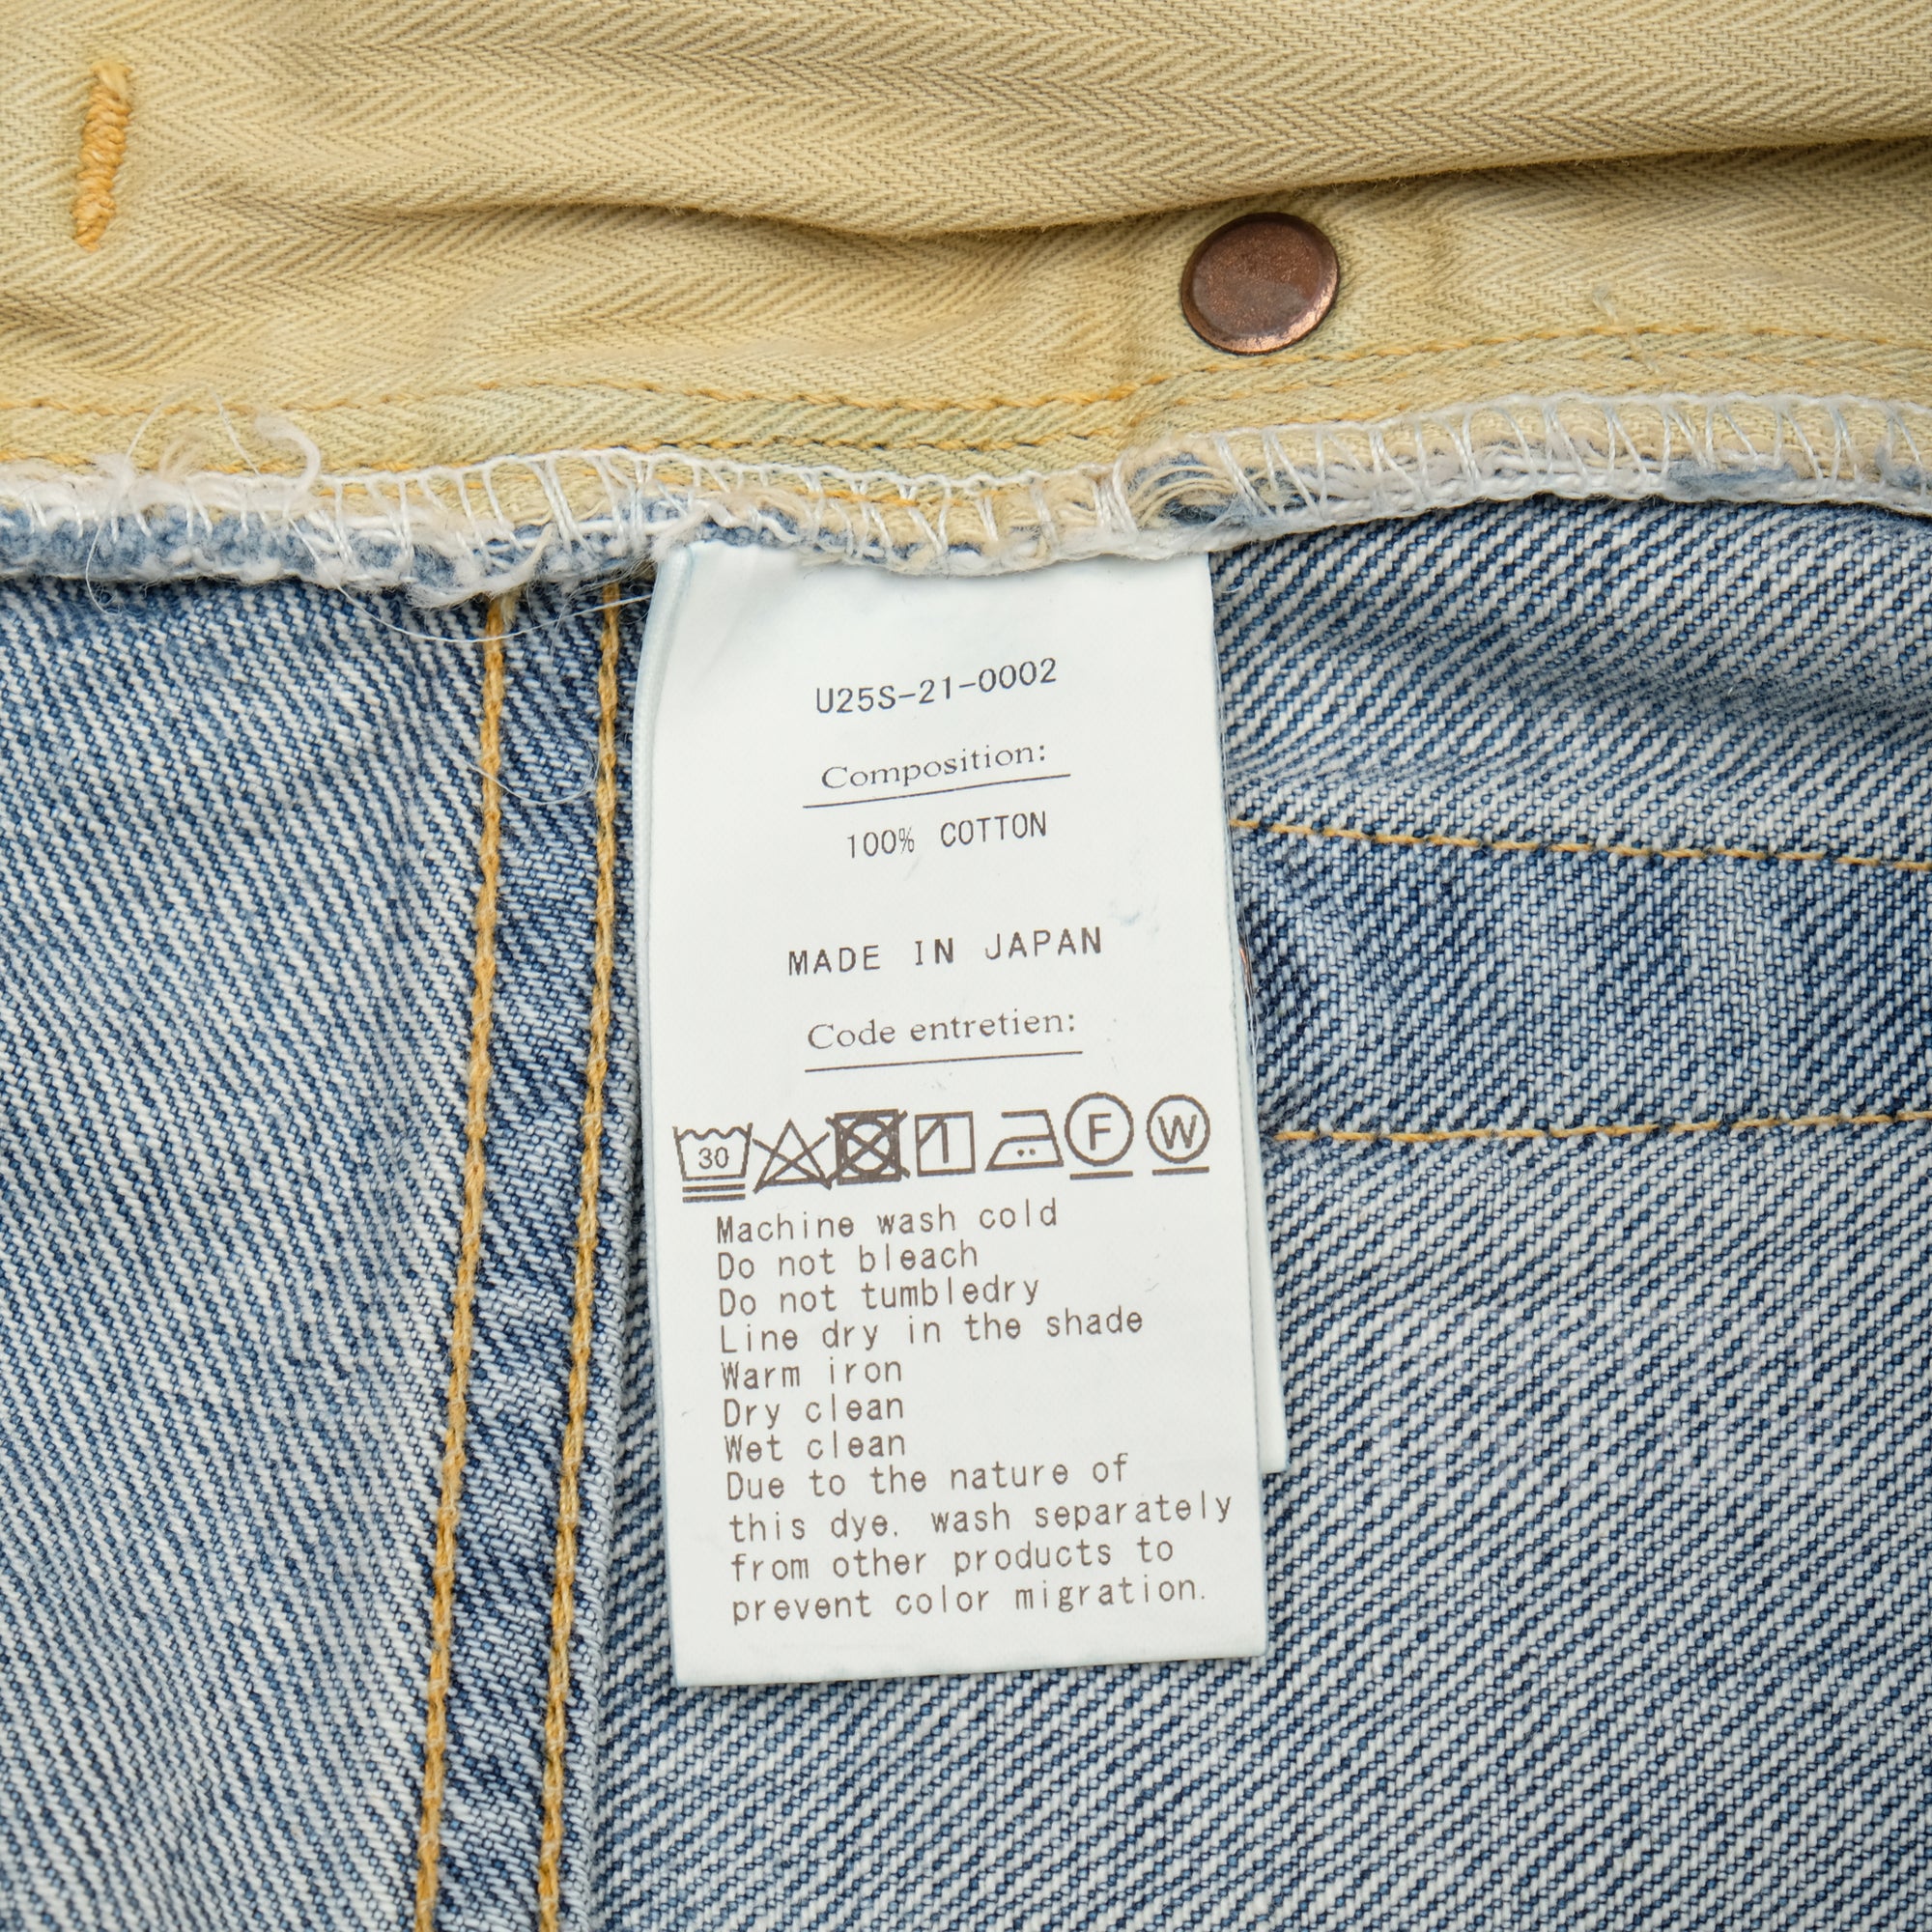 U25S-21-0002
Composition:
100% COTTON
MADE IN JAPAN
Code entretien:
30 F W
Machine wash cold
Do not bleach
Do not tumbledry
Line dry in the shade
Warm iron
Dry clean
Wet clean
Due to the nature of
this dye. wash separately
from other products to
prevent color migration.